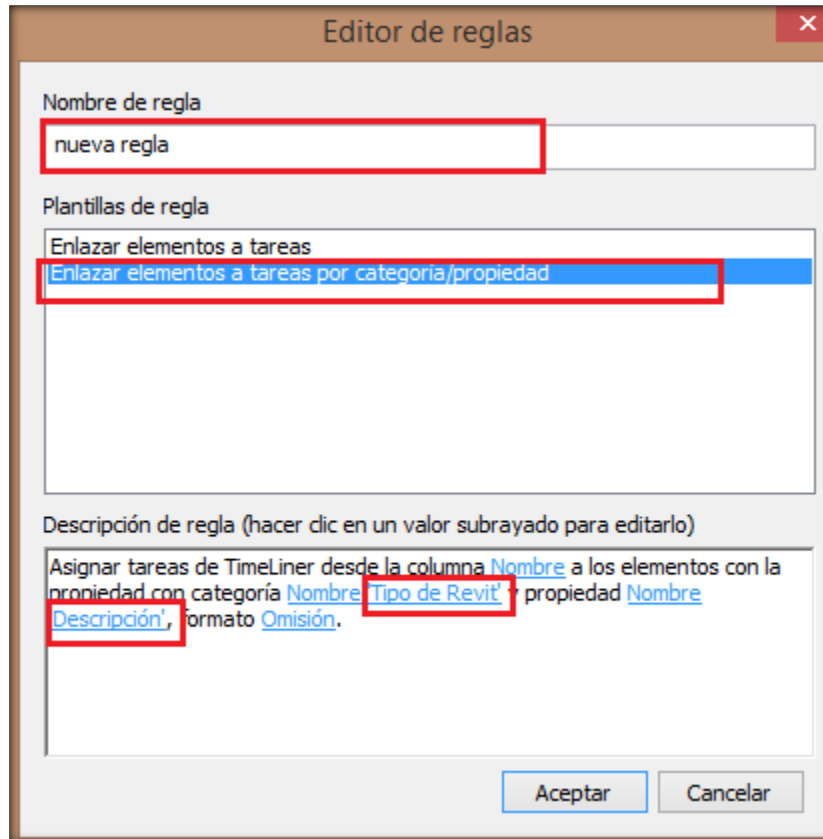 Editor de reglas
Nombre de regla
nueva regla
Plantillas de regla
Enlazar elementos a tareas
Enlazar elementos a tareas por categoría/propiedad
Descripción de regla (hacer clic en un valor subrayado para editarlo)
Asignar tareas de TimeLiner desde la columna Nombre a los elementos con la
propiedad con categoría Nombre 'Tipo de Revit' y propiedad Nombre
Descripción', formato Omisión.
Aceptar Cancelar